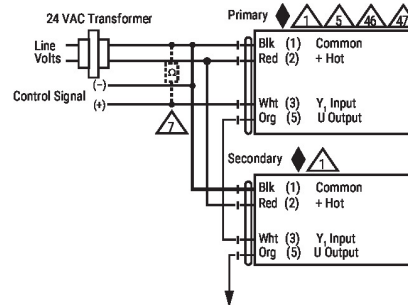 24 VAC Transformer
Primary 1 5 46 47
Line Volts
Blk (1) Common
Red (2) + Hot
(–)
Control Signal
(+)
Ω
Wht (3) Y1 Input
Org (5) U Output
7
Secondary 1
Blk (1) Common
Red (2) + Hot
Wht (3) Y1 Input
Org (5) U Output